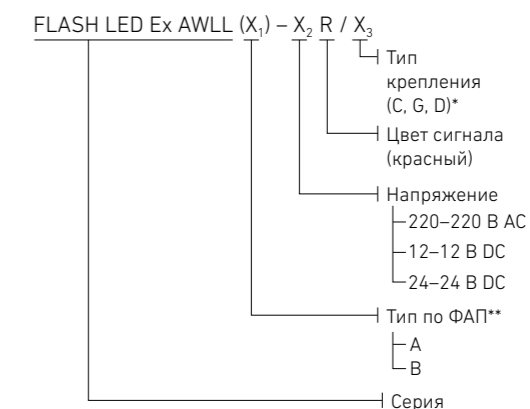 FLASH LED Ex AWLL (X₁) – X₂ R / X₃
Тип
крепления
(C, G, D)*
Цвет сигнала
(красный)
Напряжение
220–220 В AC
12–12 В DC
24–24 В DC
Тип по ФАП**
A
B
Серия